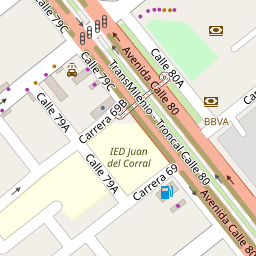 Calle 79C
Avenida Calle 80
Calle 80A
Calle 79C
TransMilenio - Troncal Calle 80
Calle 79A
Carrera 69B
BBVA
IED Juan
del Corral
Calle 79A
Carrera 69
Avenida Calle 80